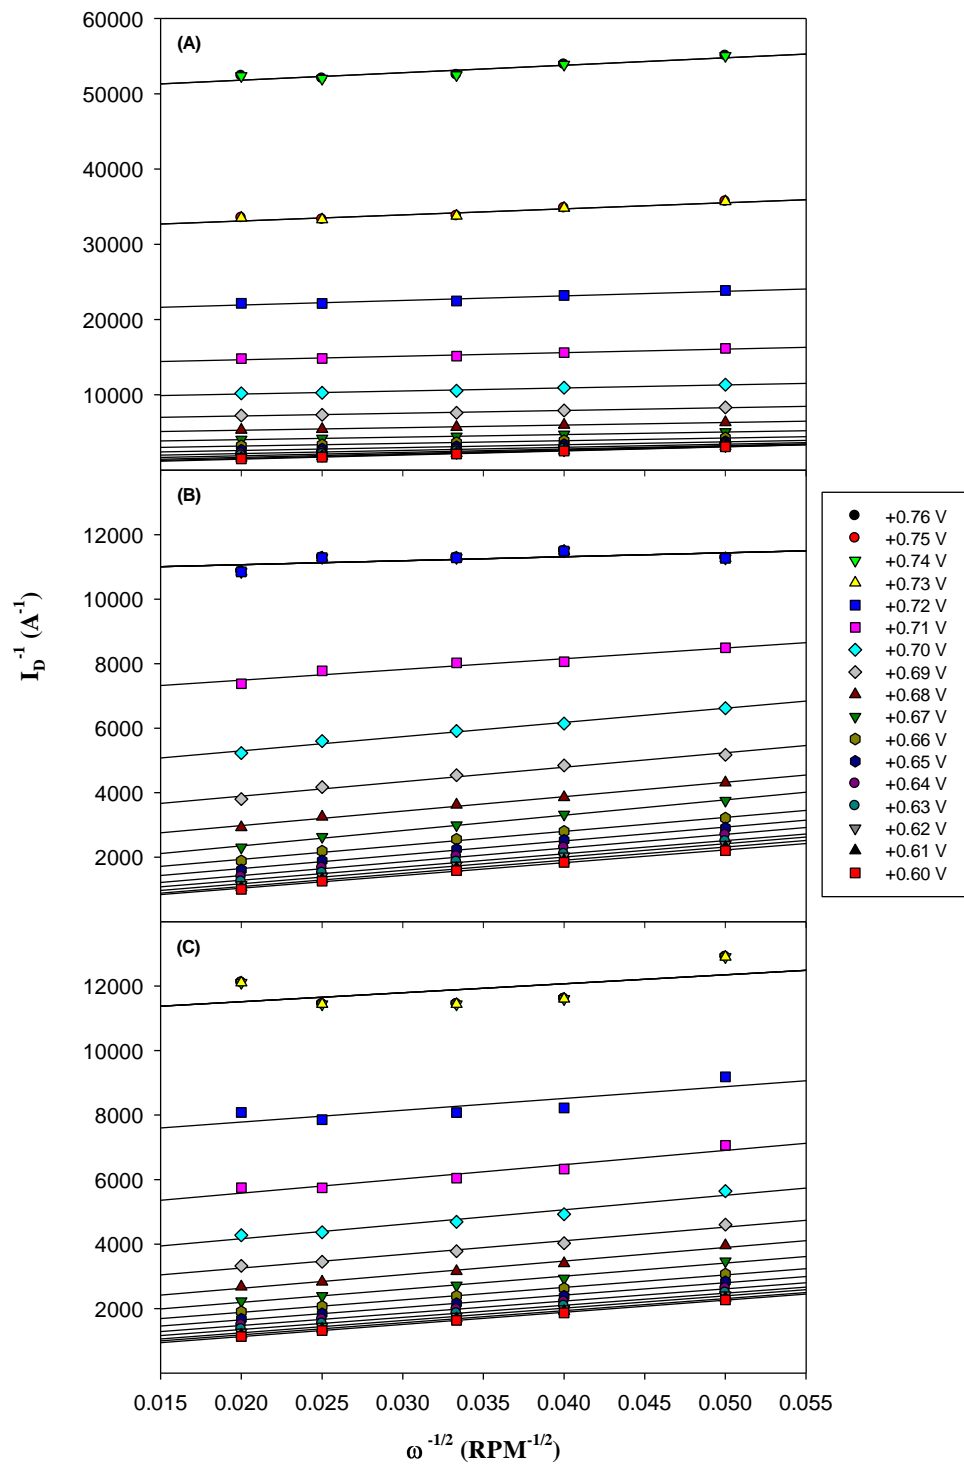 (A)
60000
50000
40000
30000
20000
10000
(B)
12000
10000
8000
6000
4000
2000
(C)
12000
10000
8000
6000
4000
2000
I_D^-1 (A^-1)
0.015 0.020 0.025 0.030 0.035 0.040 0.045 0.050 0.055
ω^-1/2 (RPM^-1/2)
+0.76 V
+0.75 V
+0.74 V
+0.73 V
+0.72 V
+0.71 V
+0.70 V
+0.69 V
+0.68 V
+0.67 V
+0.66 V
+0.65 V
+0.64 V
+0.63 V
+0.62 V
+0.61 V
+0.60 V